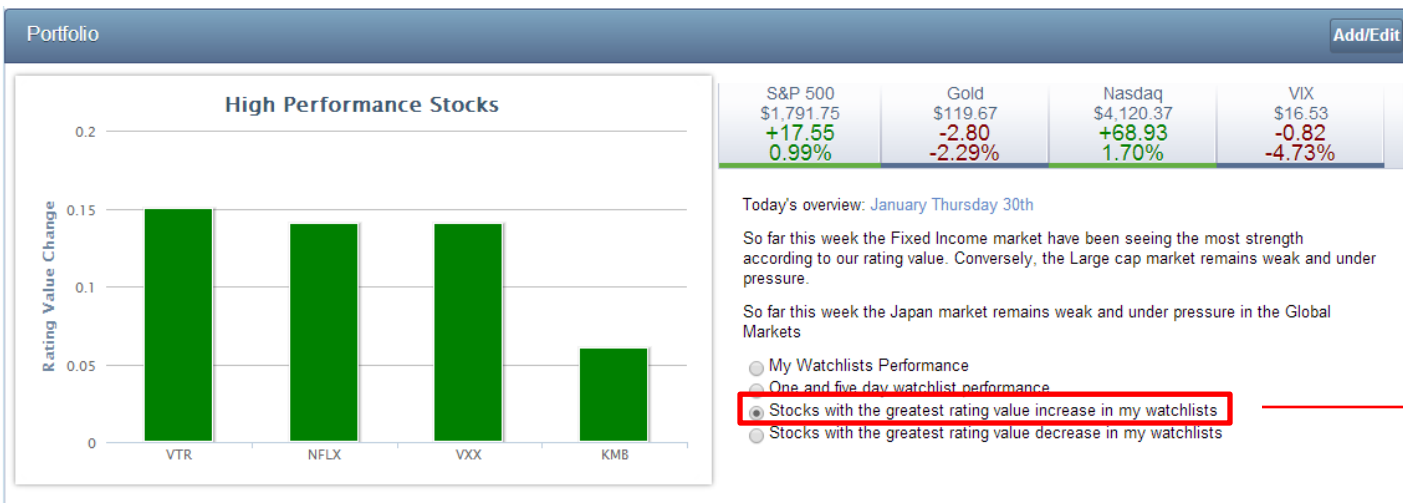 Portfolio
Add/Edit
High Performance Stocks
Rating Value Change
0.2
0.15
0.1
0.05
0
VTR
NFLX
VXX
KMB
S&P 500
$1,791.75
+17.55
0.99%
Gold
$119.67
-2.80
-2.29%
Nasdaq
$4,120.37
+68.93
1.70%
VIX
$16.53
-0.82
-4.73%
Today's overview: January Thursday 30th
So far this week the Fixed Income market have been seeing the most strength
according to our rating value. Conversely, the Large cap market remains weak and under
pressure.
So far this week the Japan market remains weak and under pressure in the Global
Markets
My Watchlists Performance
One and five day watchlist performance
Stocks with the greatest rating value increase in my watchlists
Stocks with the greatest rating value decrease in my watchlists